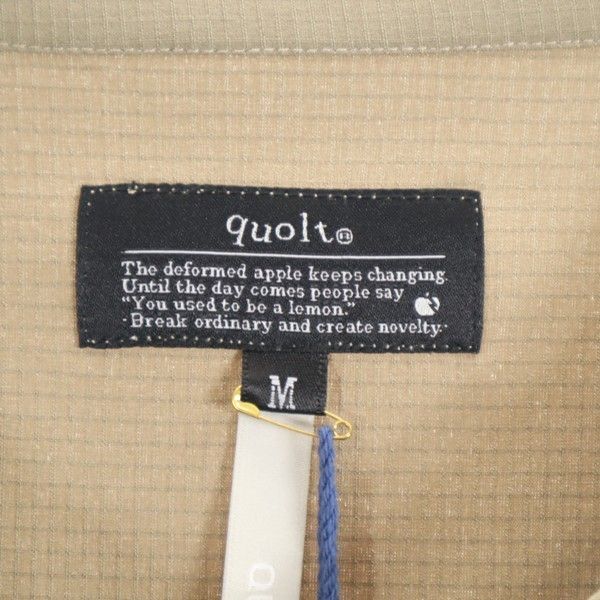 quolt®
The deformed apple keeps changing.
Until the day comes people say
"You used to be a lemon."
·Break ordinary and create novelty·
M